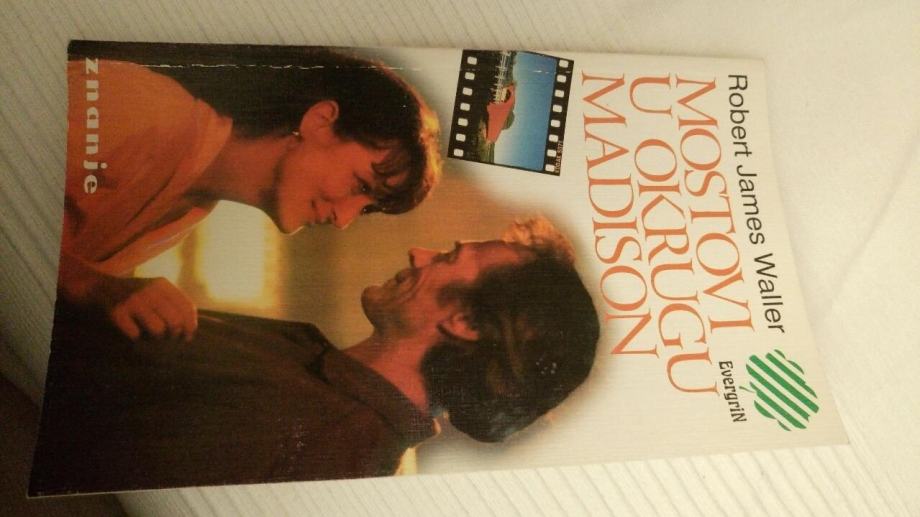 Robert James Waller
MOSTOVI
U OKRUGU
MADISON
EvergriN
znanje